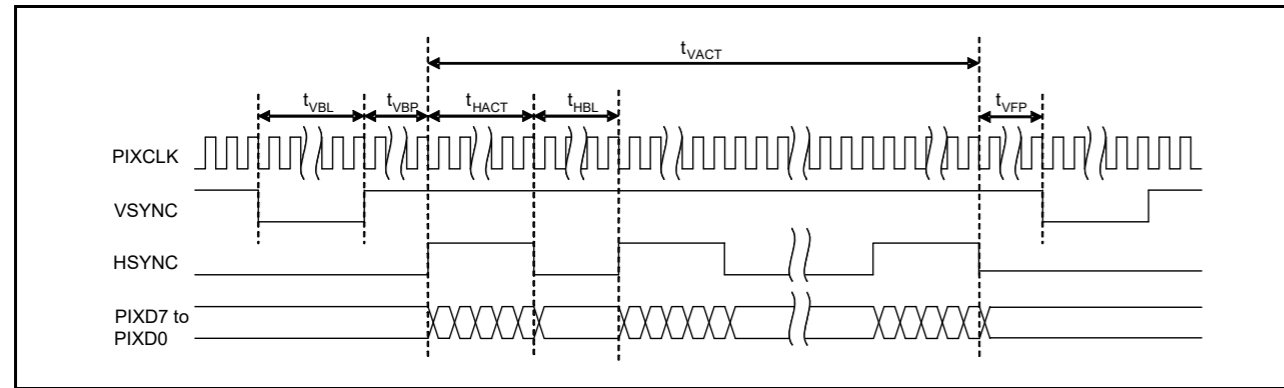 tVACT
tVBL tVBP tHACT tHBL tVFP
PIXCLK
VSYNC
HSYNC
PIXD7 to
PIXD0